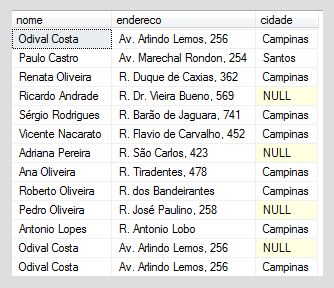 nome endereco cidade
Odival Costa Av. Arlindo Lemos, 256 Campinas
Paulo Castro Av. Marechal Rondon, 254 Santos
Renata Oliveira R. Duque de Caxias, 362 Campinas
Ricardo Andrade R. Dr. Vieira Bueno, 569 NULL
Sérgio Rodrigues R. Barão de Jaguara, 741 Campinas
Vicente Nacarato R. Flavio de Carvalho, 452 Campinas
Adriana Pereira R. São Carlos, 423 NULL
Ana Oliveira R. Tiradentes, 478 Campinas
Roberto Oliveira R. dos Bandeirantes Campinas
Pedro Oliveira R. José Paulino, 258 NULL
Antonio Lopes R. Antonio Lobo Campinas
Odival Costa Av. Arlindo Lemos, 256 NULL
Odival Costa Av. Arlindo Lemos, 256 Campinas